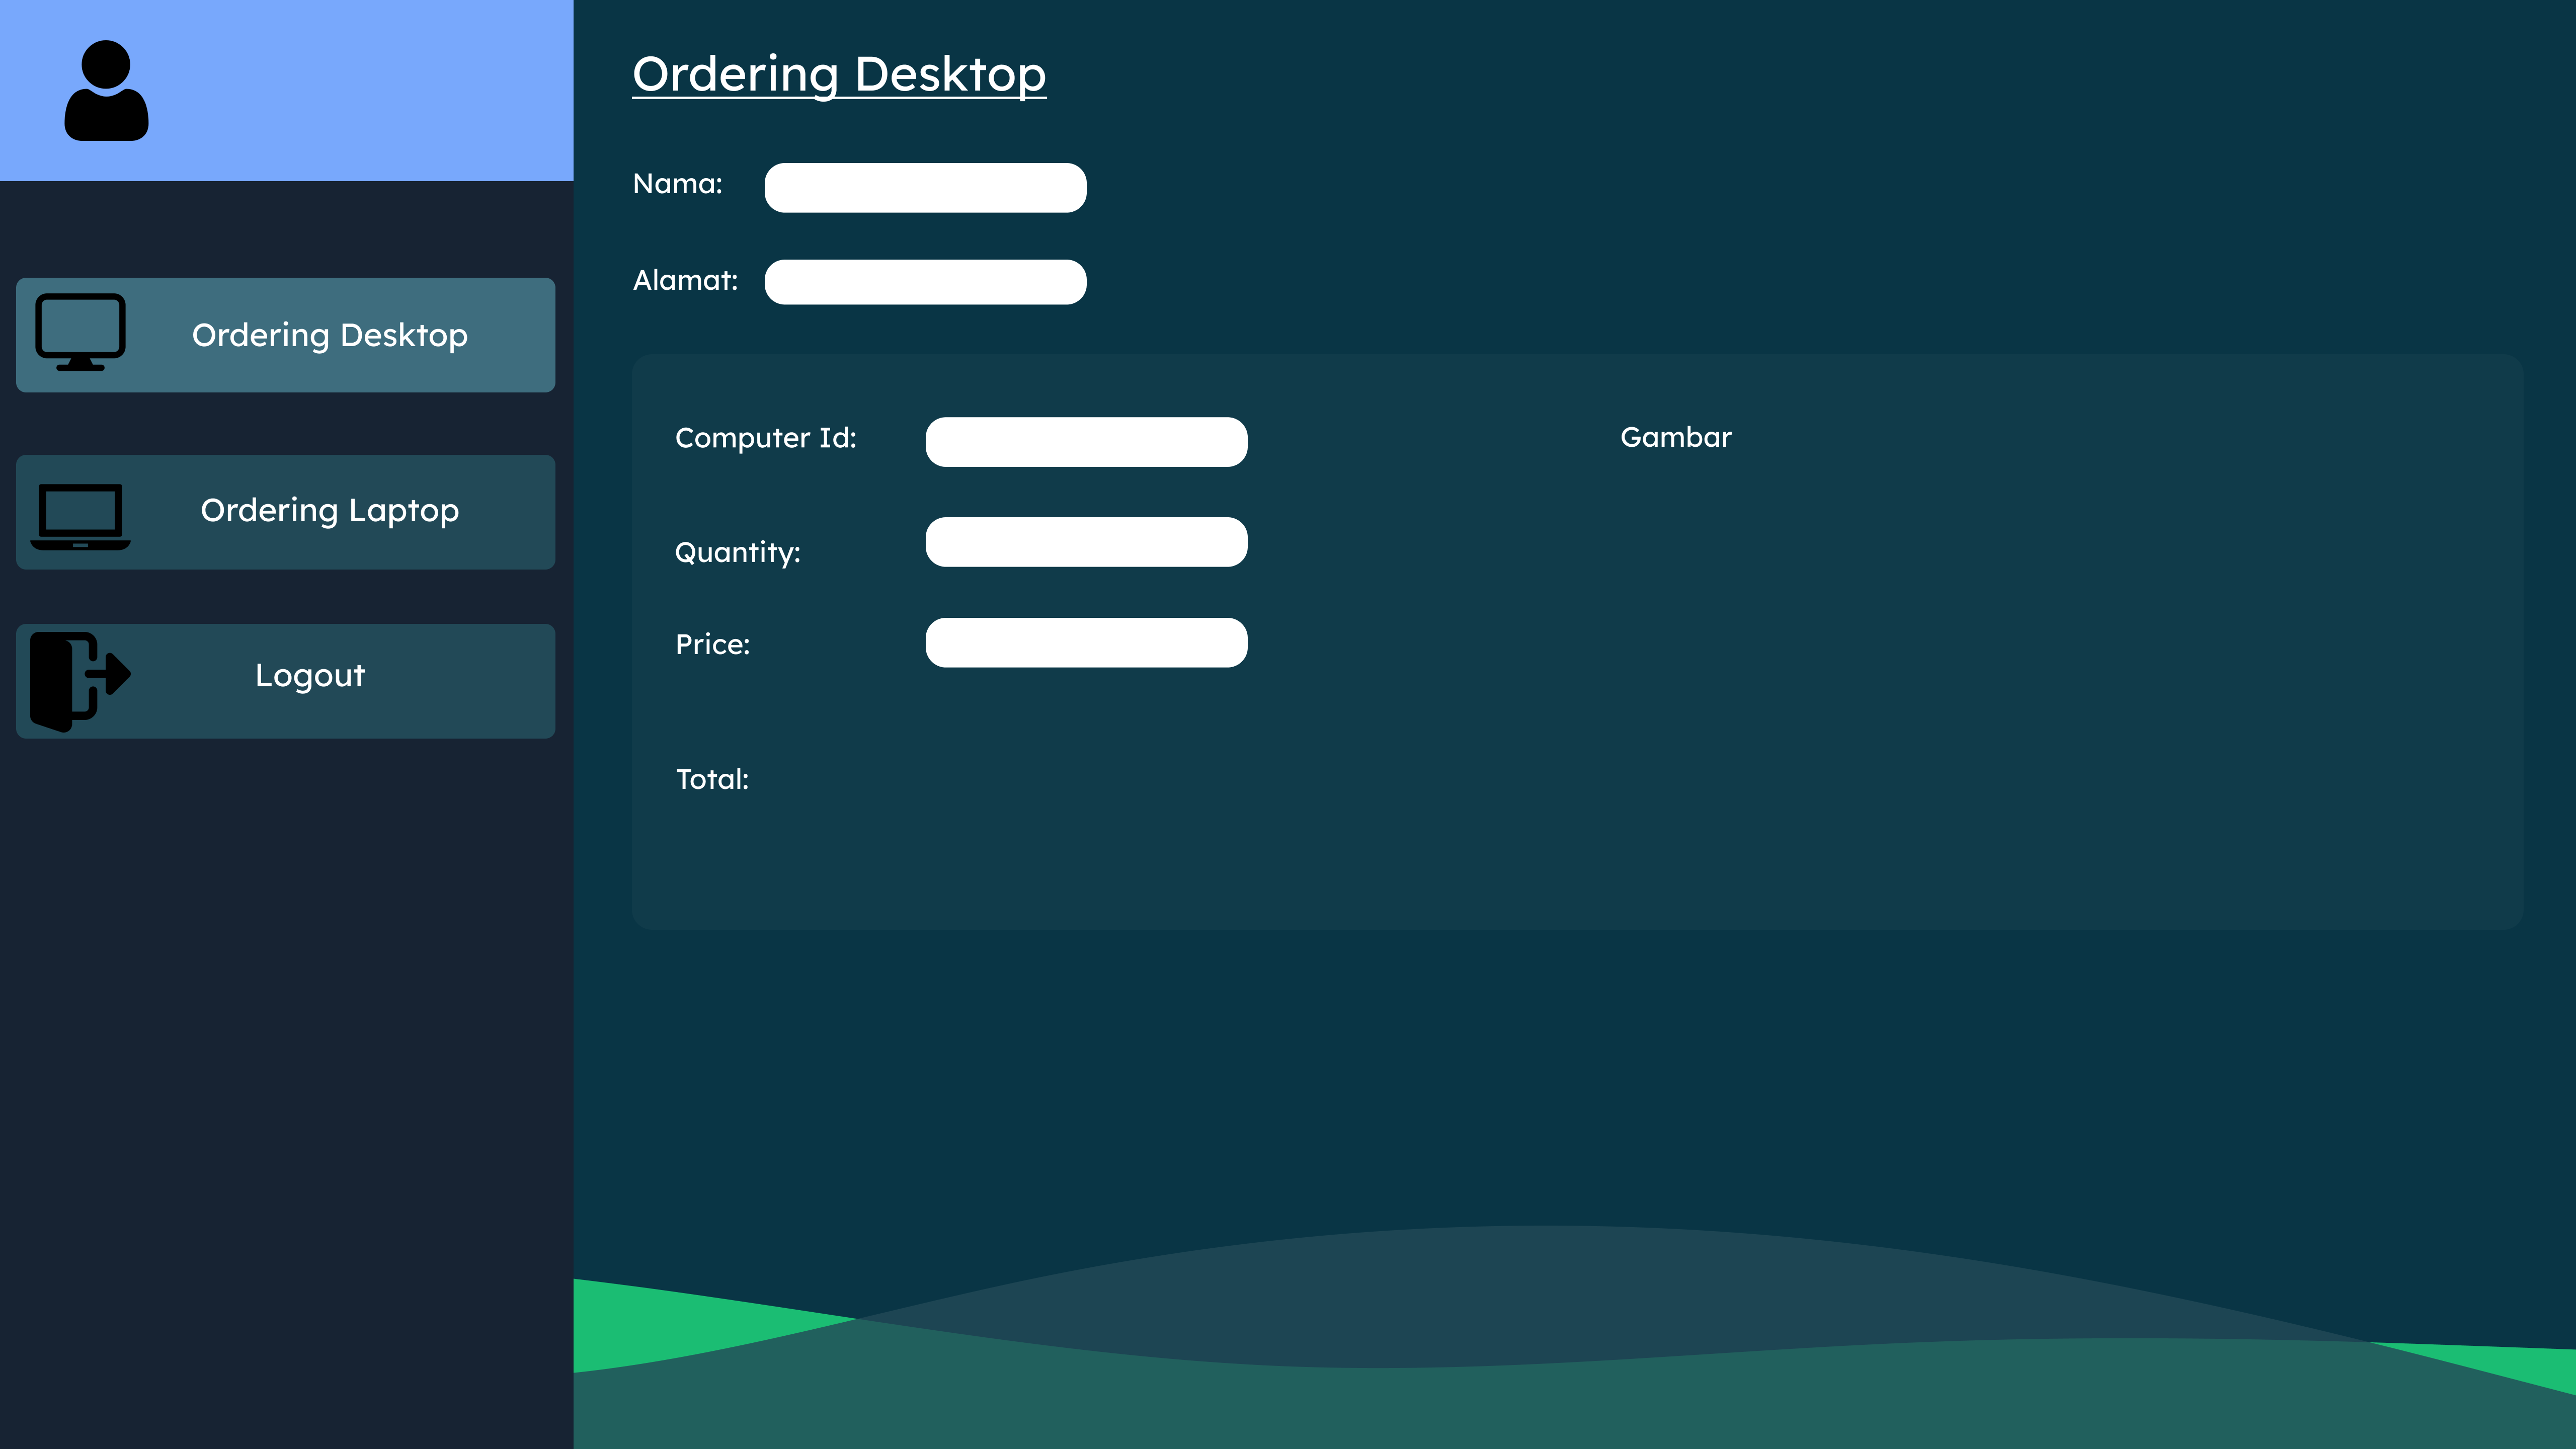 Ordering Desktop
Ordering Laptop
Logout
Ordering Desktop
Nama:
Alamat:
Computer Id:
Gambar
Quantity:
Price:
Total: